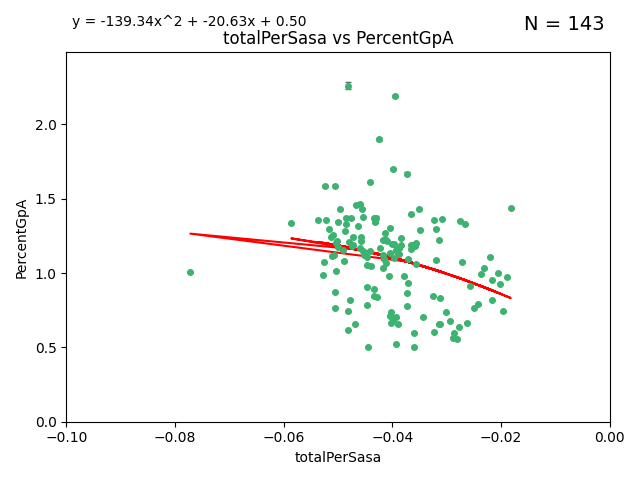 y = -139.34x^2 + -20.63x + 0.50
N = 143
totalPerSasa vs PercentGpA
PercentGpA
2.0
1.5
1.0
0.5
0.0
−0.10 −0.08 −0.06 −0.04 −0.02 0.00
totalPerSasa